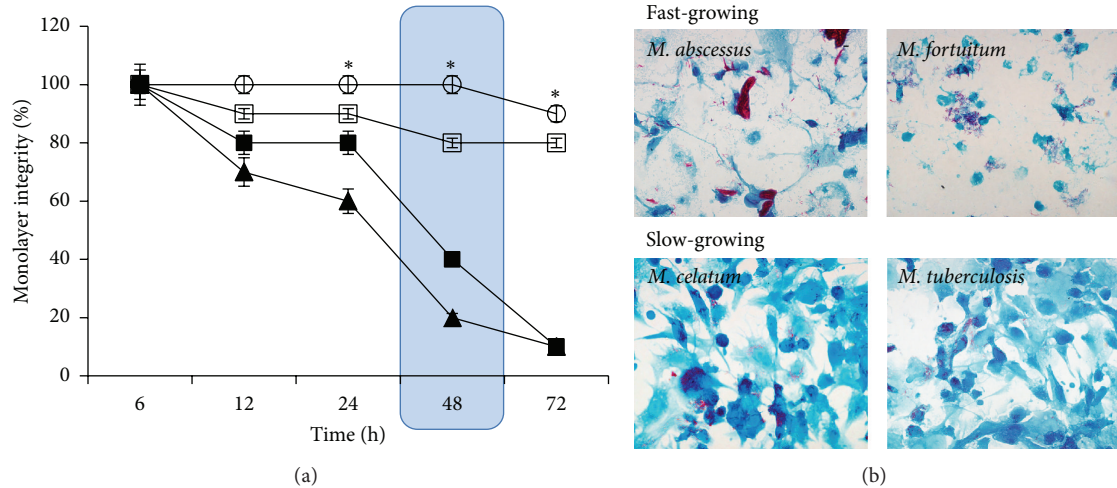 120
100
80
60
40
20
0
Monolayer integrity (%)
*
*
*
6 12 24 48 72
Time (h)
(a)
Fast-growing
M. abscessus M. fortuitum
Slow-growing
M. celatum M. tuberculosis
(b)